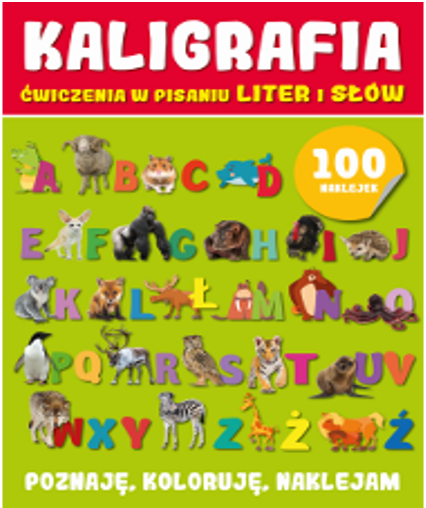 KALIGRAFIA
ĆWICZENIA W PISANIU LITER I SŁÓW
100
NAKLEJEK
A B C D
E F G H I J
K L Ł M N O
P Q R S T U V
W X Y Z Ż Ź
POZNAJĘ, KOLORUJĘ, NAKLEJAM